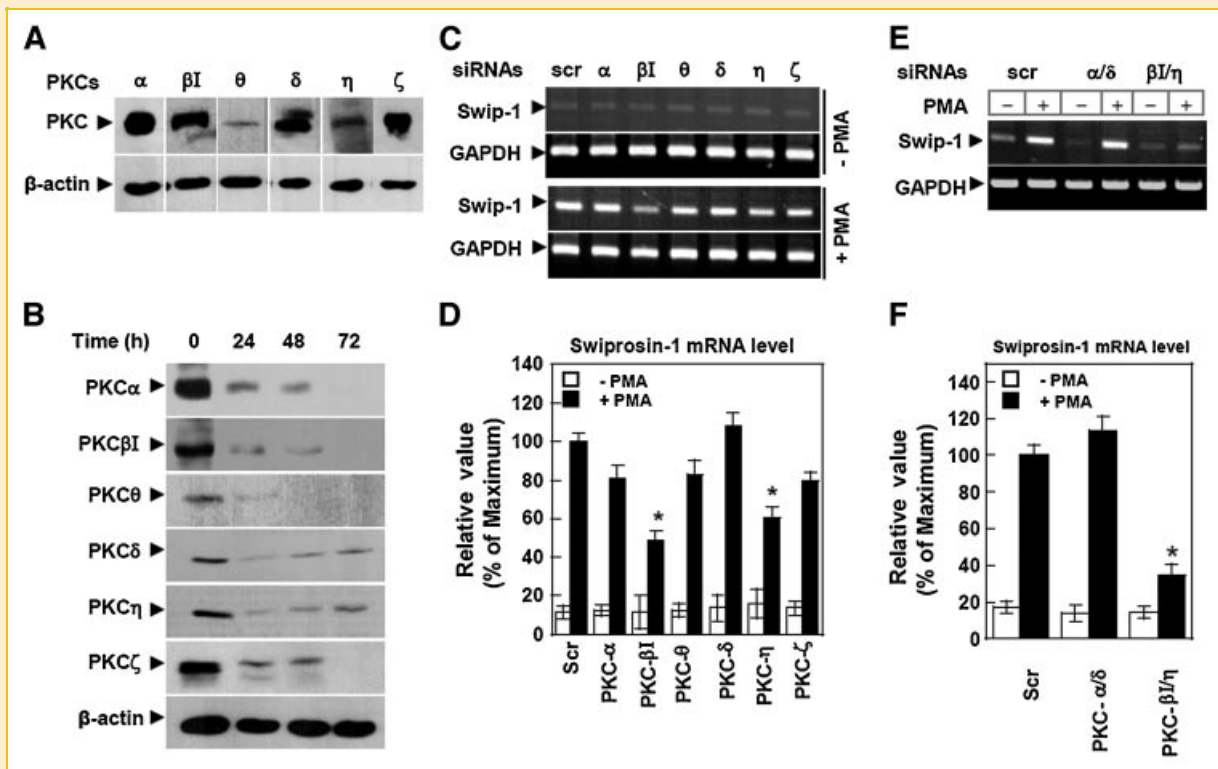 A
PKCs α βI θ δ η ζ
PKC
β-actin
B
Time (h) 0 24 48 72
PKCα
PKCβI
PKCθ
PKCδ
PKCη
PKCζ
β-actin
C
siRNAs scr α βI θ δ η ζ
Swip-1
GAPDH
- PMA
Swip-1
GAPDH
+ PMA
D
Swiprosin-1 mRNA level
Relative value
(% of Maximum)
140
120
100
80
60
40
20
0
- PMA
+ PMA
*
*
Scr
PKC-α
PKC-βI
PKC-θ
PKC-δ
PKC-η
PKC-ζ
E
siRNAs scr α/δ βI/η
PMA - + - + - +
Swip-1
GAPDH
F
Swiprosin-1 mRNA level
Relative value
(% of Maximum)
140
120
100
80
60
40
20
0
- PMA
+ PMA
*
Scr
PKC- α/δ
PKC-βI/η